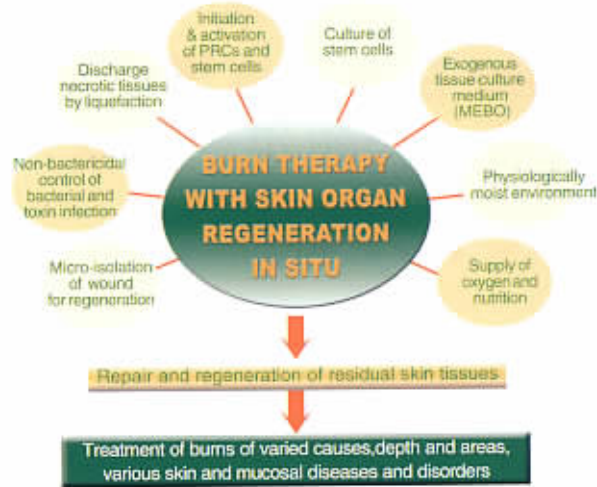 Initiation
& activation
of PRCs and
stem cells
Culture of
stem cells
Discharge
necrotic tissues
by liquefaction
Exogenous
tissue culture
medium
(MEBO)
Non-bactericidal
control of
bacterial and
toxin infection
Physiologically
moist environment
Micro-isolation
of wound
for regeneration
Supply of
oxygen and
nutrition
BURN THERAPY
WITH SKIN ORGAN
REGENERATION
IN SITU
Repair and regeneration of residual skin tissues
Treatment of burns of varied causes,depth and areas,
various skin and mucosal diseases and disorders